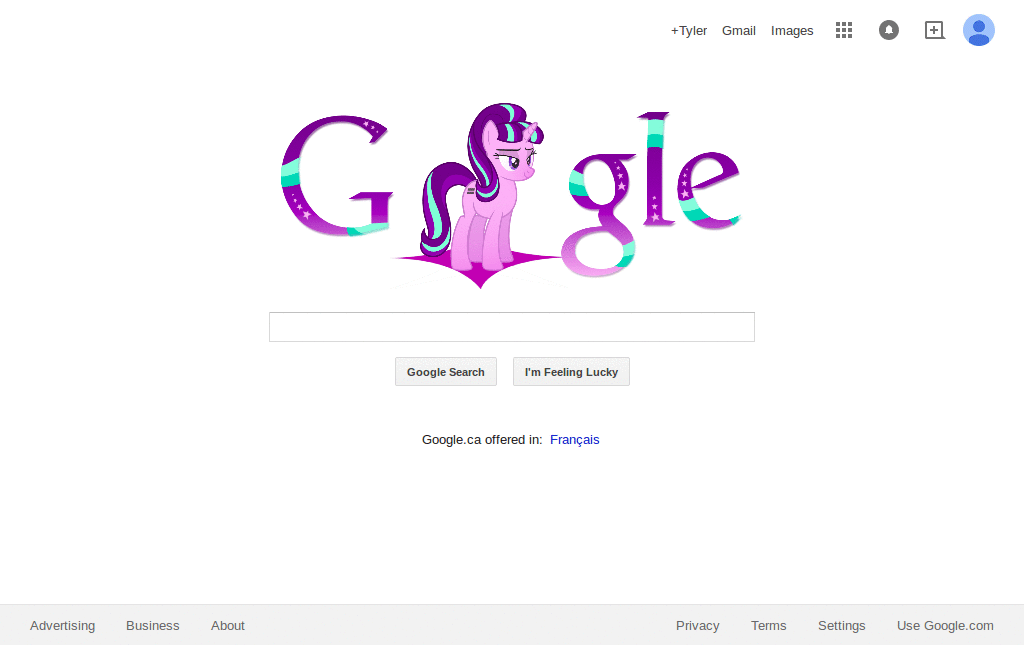 +Tyler Gmail Images
Google
Google Search I'm Feeling Lucky
Google.ca offered in: Français
Advertising Business About Privacy Terms Settings Use Google.com